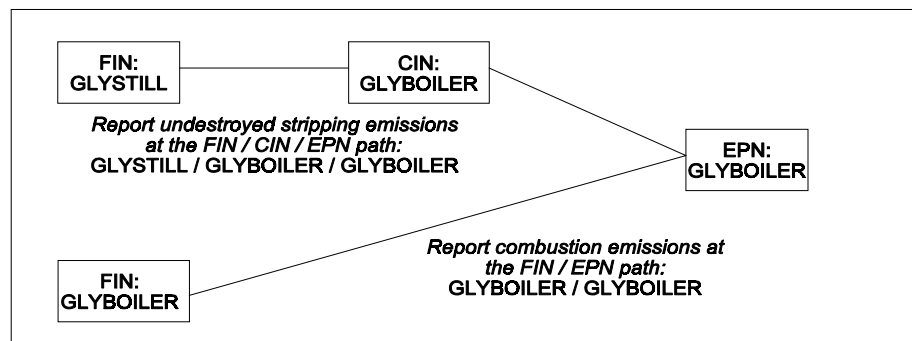 FIN:
GLYSTILL
CIN:
GLYBOILER
Report undestroyed stripping emissions
at the FIN / CIN / EPN path:
GLYSTILL / GLYBOILER / GLYBOILER
EPN:
GLYBOILER
Report combustion emissions at
the FIN / EPN path:
GLYBOILER / GLYBOILER
FIN:
GLYBOILER